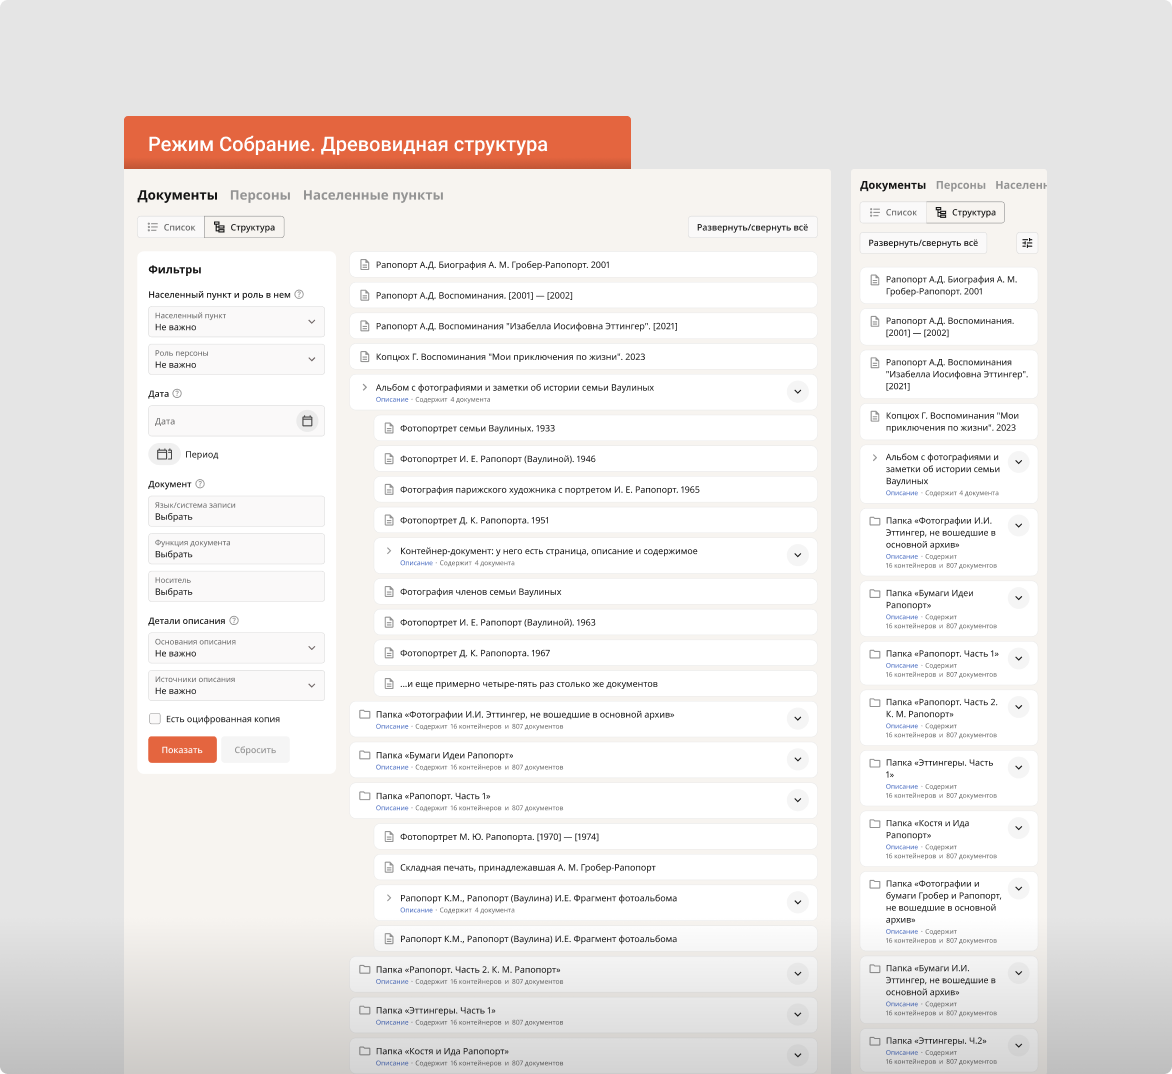 Режим Собрание. Древовидная структура
Документы Персоны Населенные пункты
Список Структура
Развернуть/свернуть всё
Фильтры
Населенный пункт и роль в нем
Населенный пункт
Не важно
Роль персоны
Не важно
Дата
Дата
Период
Документ
Язык/система записи
Выбрать
Функция документа
Выбрать
Носитель
Выбрать
Детали описания
Основания описания
Не важно
Источники описания
Не важно
Есть оцифрованная копия
Показать Сбросить
Рапопорт А.Д. Биография А. М. Гробер-Рапопорт. 2001
Рапопорт А.Д. Воспоминания. [2001] — [2002]
Рапопорт А.Д. Воспоминания "Изабелла Иосифовна Эттингер". [2021]
Копцюх Г. Воспоминания "Мои приключения по жизни". 2023
Альбом с фотографиями и заметки об истории семьи Ваулиных
Описание · Содержит 4 документа
Фотопортрет семьи Ваулиных. 1933
Фотопортрет И. Е. Рапопорт (Ваулиной). 1946
Фотография парижского художника с портретом И. Е. Рапопорт. 1965
Фотопортрет Д. К. Рапопорта. 1951
Контейнер-документ: у него есть страница, описание и содержимое
Описание · Содержит 4 документа
Фотография членов семьи Ваулиных
Фотопортрет И. Е. Рапопорт (Ваулиной). 1963
Фотопортрет Д. К. Рапопорта. 1967
...и еще примерно четыре-пять раз столько же документов
Папка «Фотографии И.И. Эттингер, не вошедшие в основной архив»
Описание · Содержит 16 контейнеров и 807 документов
Папка «Бумаги Идеи Рапопорт»
Описание · Содержит 16 контейнеров и 807 документов
Папка «Рапопорт. Часть 1»
Описание · Содержит 16 контейнеров и 807 документов
Фотопортрет М. Ю. Рапопорта. [1970] — [1974]
Складная печать, принадлежавшая А. М. Гробер-Рапопорт
Рапопорт К.М., Рапопорт (Ваулина) И.Е. Фрагмент фотоальбома
Описание · Содержит 4 документа
Рапопорт К.М., Рапопорт (Ваулина) И.Е. Фрагмент фотоальбома
Папка «Рапопорт. Часть 2. К. М. Рапопорт»
Описание · Содержит 16 контейнеров и 807 документов
Папка «Эттингеры. Часть 1»
Описание · Содержит 16 контейнеров и 807 документов
Папка «Костя и Ида Рапопорт»
Описание · Содержит 16 контейнеров и 807 документов
Документы Персоны Населенн
Список Структура
Развернуть/свернуть всё
Рапопорт А.Д. Биография А. М.
Гробер-Рапопорт. 2001
Рапопорт А.Д. Воспоминания.
[2001] — [2002]
Рапопорт А.Д. Воспоминания
"Изабелла Иосифовна Эттингер".
[2021]
Копцюх Г. Воспоминания "Мои
приключения по жизни". 2023
Альбом с фотографиями и
заметки об истории семьи
Ваулиных
Описание · Содержит 4 документа
Папка «Фотографии И.И.
Эттингер, не вошедшие в
основной архив»
Описание · Содержит
16 контейнеров и 807 документов
Папка «Бумаги Идеи
Рапопорт»
Описание · Содержит
16 контейнеров и 807 документов
Папка «Рапопорт. Часть 1»
Описание · Содержит
16 контейнеров и 807 документов
Папка «Рапопорт. Часть 2.
К. М. Рапопорт»
Описание · Содержит
16 контейнеров и 807 документов
Папка «Эттингеры. Часть
1»
Описание · Содержит
16 контейнеров и 807 документов
Папка «Костя и Ида
Рапопорт»
Описание · Содержит
16 контейнеров и 807 документов
Папка «Фотографии и
бумаги Гробер и Рапопорт,
не вошедшие в основной
архив»
Описание · Содержит
16 контейнеров и 807 документов
Папка «Бумаги И.И.
Эттингер, не вошедшие в
основной архив»
Описание · Содержит
16 контейнеров и 807 документов
Папка «Эттингеры. Ч.2»
Описание · Содержит
16 контейнеров и 807 документов